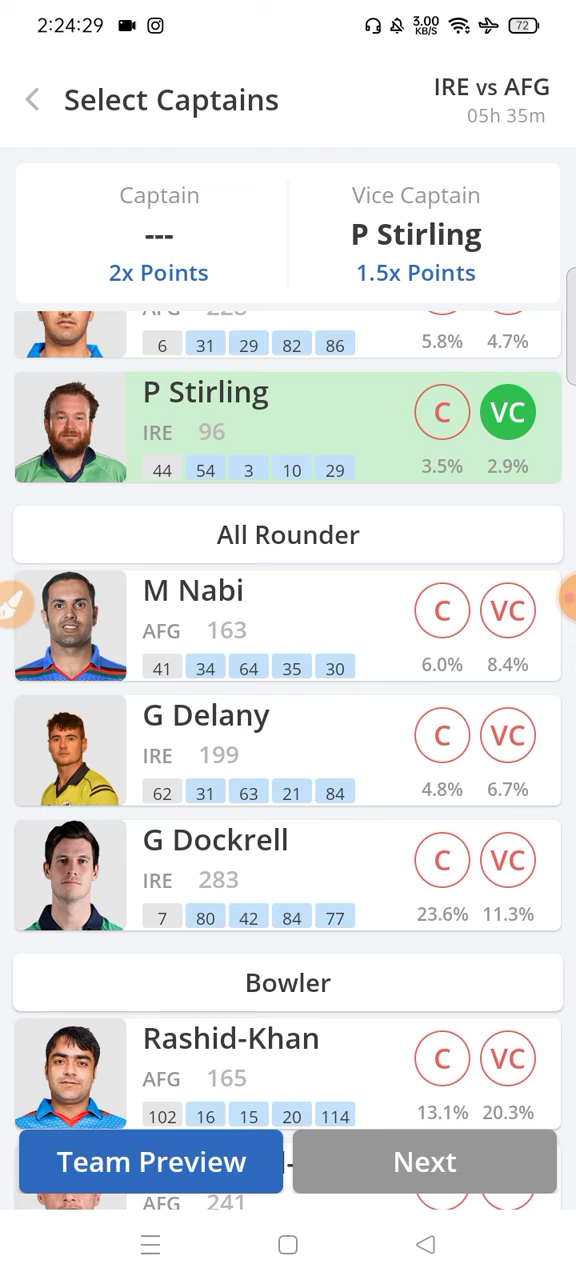 2:24:29 3.00 KB/S 72
Select Captains
IRE vs AFG
05h 35m
Captain Vice Captain
--- P Stirling
2x Points 1.5x Points
6 31 29 82 86 5.8% 4.7%
P Stirling C VC
IRE 96
44 54 3 10 29 3.5% 2.9%
All Rounder
M Nabi C VC
AFG 163
41 34 64 35 30 6.0% 8.4%
G Delany C VC
IRE 199
62 31 63 21 84 4.8% 6.7%
G Dockrell C VC
IRE 283
7 80 42 84 77 23.6% 11.3%
Bowler
Rashid-Khan C VC
AFG 165
102 16 15 20 114 13.1% 20.3%
Team Preview Next
AFG 241